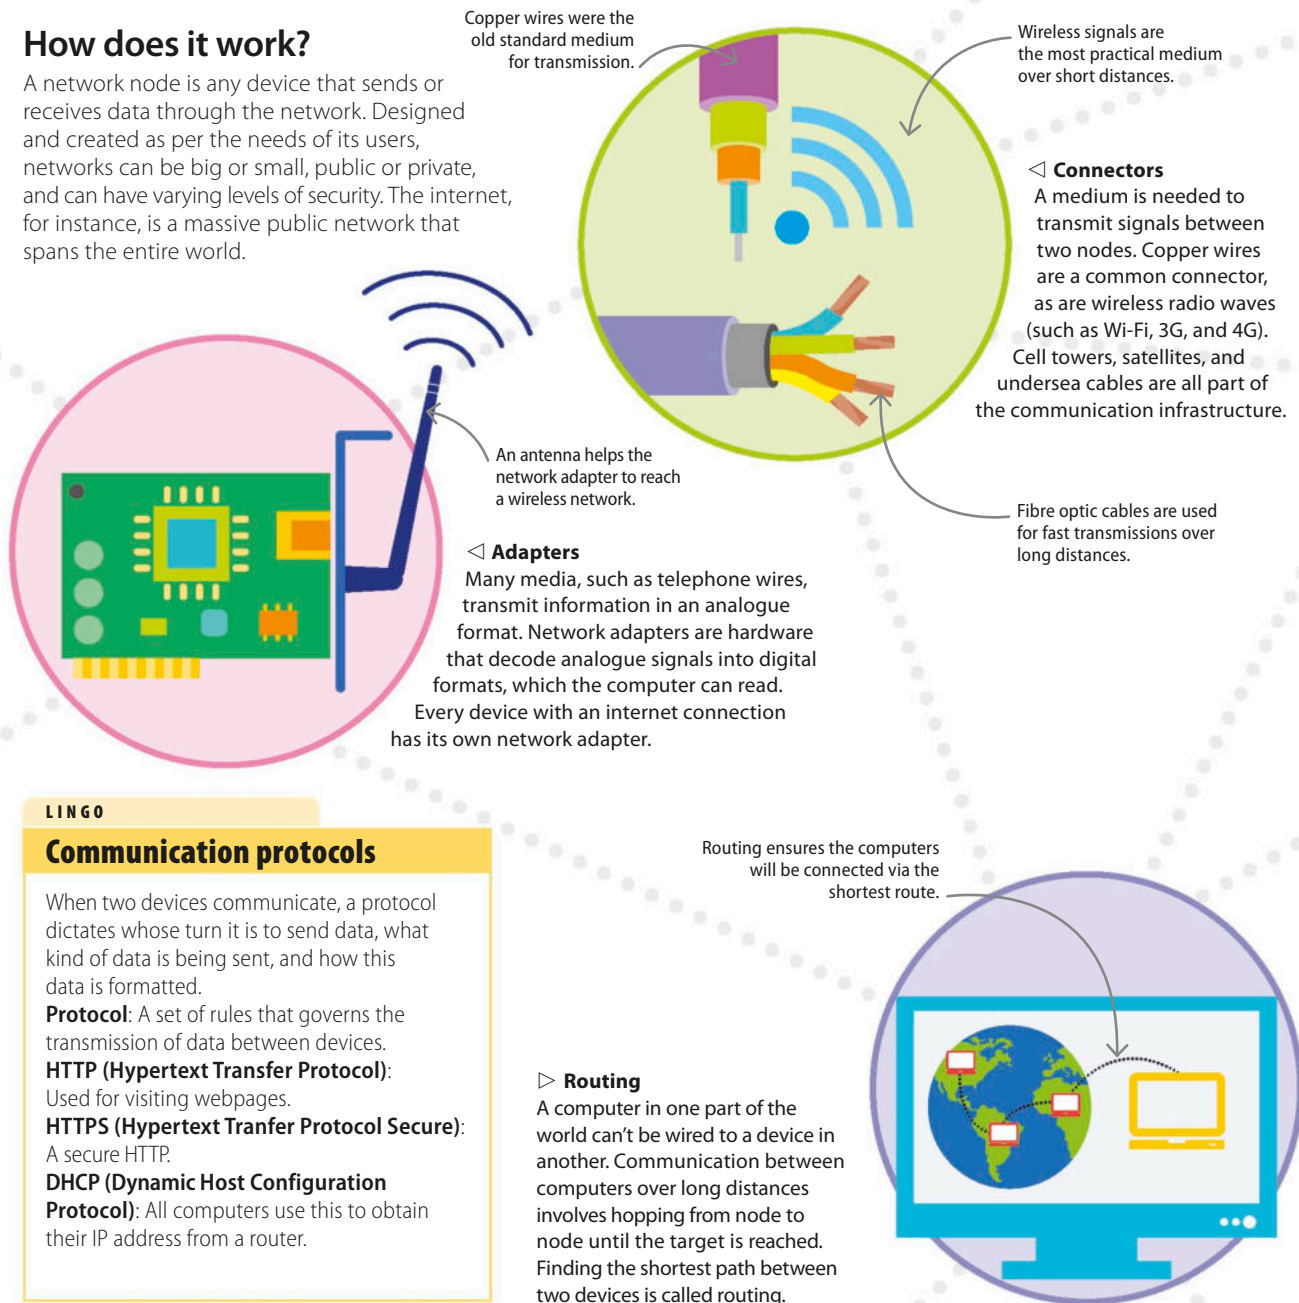 How does it work?
A network node is any device that sends or
receives data through the network. Designed
and created as per the needs of its users,
networks can be big or small, public or private,
and can have varying levels of security. The internet,
for instance, is a massive public network that
spans the entire world.
Copper wires were the
old standard medium
for transmission.
Wireless signals are
the most practical medium
over short distances.
◁ Connectors
A medium is needed to
transmit signals between
two nodes. Copper wires
are a common connector,
as are wireless radio waves
(such as Wi-Fi, 3G, and 4G).
Cell towers, satellites, and
undersea cables are all part of
the communication infrastructure.
An antenna helps the
network adapter to reach
a wireless network.
Fibre optic cables are used
for fast transmissions over
long distances.
◁ Adapters
Many media, such as telephone wires,
transmit information in an analogue
format. Network adapters are hardware
that decode analogue signals into digital
formats, which the computer can read.
Every device with an internet connection
has its own network adapter.
LINGO
Communication protocols
When two devices communicate, a protocol
dictates whose turn it is to send data, what
kind of data is being sent, and how this
data is formatted.
Protocol: A set of rules that governs the
transmission of data between devices.
HTTP (Hypertext Transfer Protocol):
Used for visiting webpages.
HTTPS (Hypertext Tranfer Protocol Secure):
A secure HTTP.
DHCP (Dynamic Host Configuration
Protocol): All computers use this to obtain
their IP address from a router.
Routing ensures the computers
will be connected via the
shortest route.
▷ Routing
A computer in one part of the
world can't be wired to a device in
another. Communication between
computers over long distances
involves hopping from node to
node until the target is reached.
Finding the shortest path between
two devices is called routing.